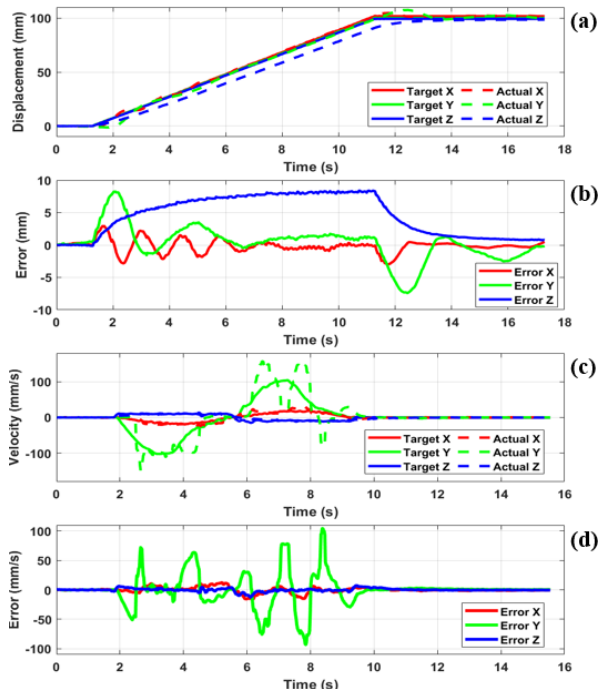 100
50
0
0 2 4 6 8 10 12 14 16 18
Displacement (mm)
Time (s)
Target X Actual X
Target Y Actual Y
Target Z Actual Z
(a)
10
5
0
-5
-10
0 2 4 6 8 10 12 14 16 18
Error (mm)
Time (s)
Error X
Error Y
Error Z
(b)
100
0
-100
0 2 4 6 8 10 12 14 16
Velocity (mm/s)
Time (s)
Target X Actual X
Target Y Actual Y
Target Z Actual Z
(c)
100
50
0
-50
-100
0 2 4 6 8 10 12 14 16
Error (mm/s)
Time (s)
Error X
Error Y
Error Z
(d)